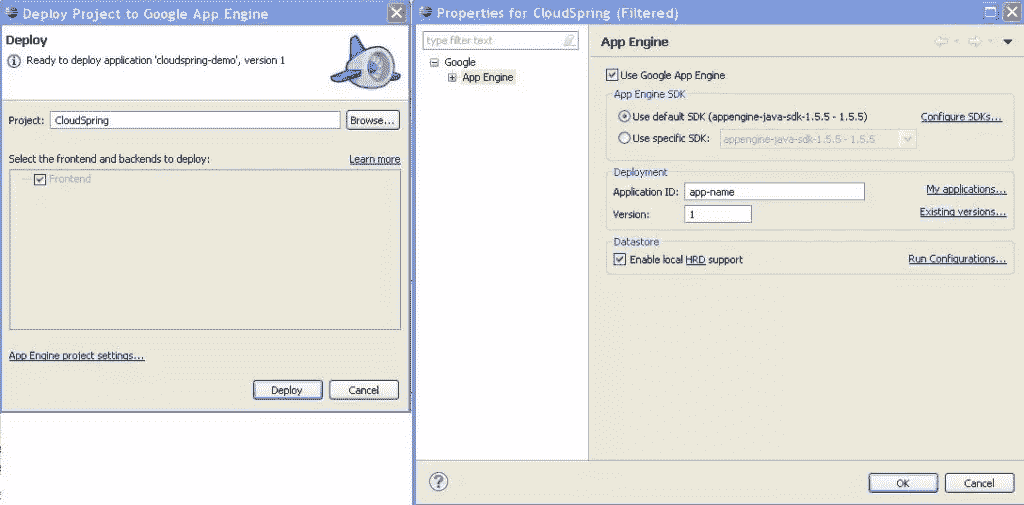 Deploy Project to Google App Engine
Deploy
Ready to deploy application 'cloudspring-demo', version 1
Project: CloudSpring Browse...
Select the frontend and backends to deploy: Learn more
Frontend
App Engine project settings...
Deploy Cancel
Properties for CloudSpring (Filtered)
type filter text
Google
App Engine
App Engine
Use Google App Engine
App Engine SDK
Use default SDK (appengine-java-sdk-1.5.5 - 1.5.5) Configure SDKs...
Use specific SDK: appengine-java-sdk-1.5.5 - 1.5.5
Deployment
Application ID: app-name My applications...
Version: 1 Existing versions...
Datastore
Enable local HRD support Run Configurations...
OK Cancel